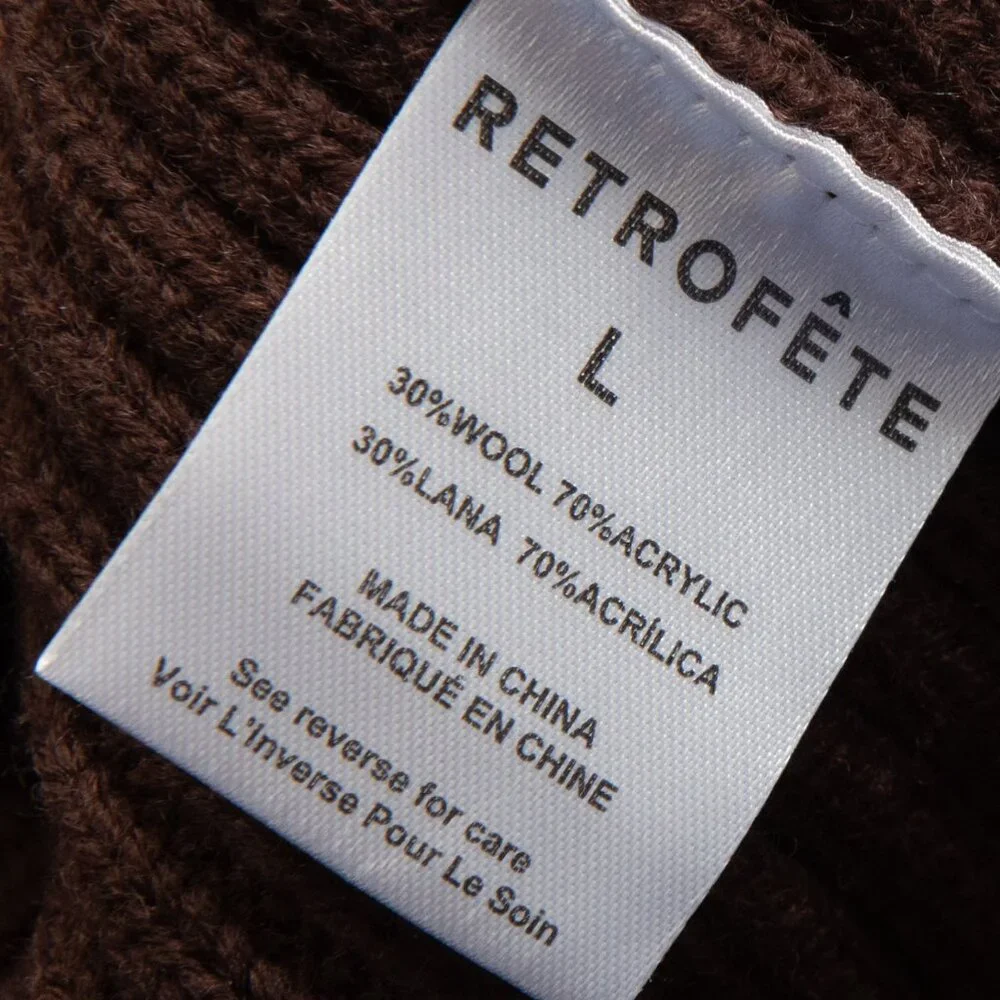 RETROFÊTE
L
30%WOOL 70%ACRYLIC
30%LANA 70%ACRÍLICA
MADE IN CHINA
FABRIQUÉ EN CHINE
See reverse for care
Voir L'Inverse Pour Le Soin